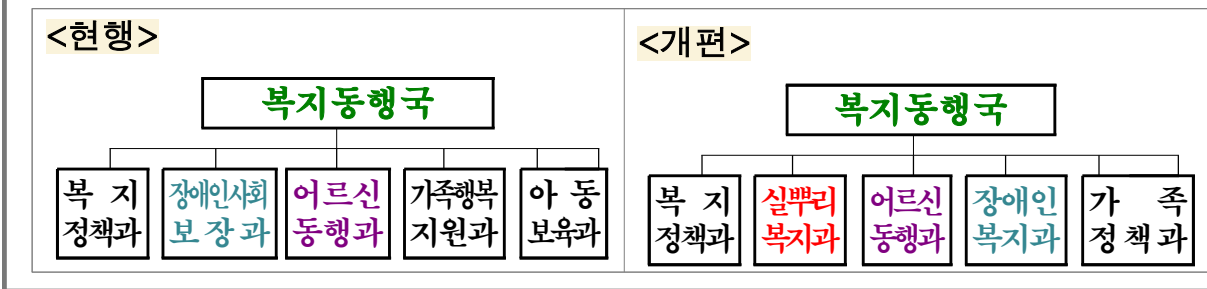 <현행>
복지동행국
복 지
정책과
장애인사회
보 장 과
어르신
동행과
가족행복
지원과
아 동
보육과
<개편>
복지동행국
복 지
정책과
실뿌리
복지과
어르신
동행과
장애인
복지과
가 족
정 책 과